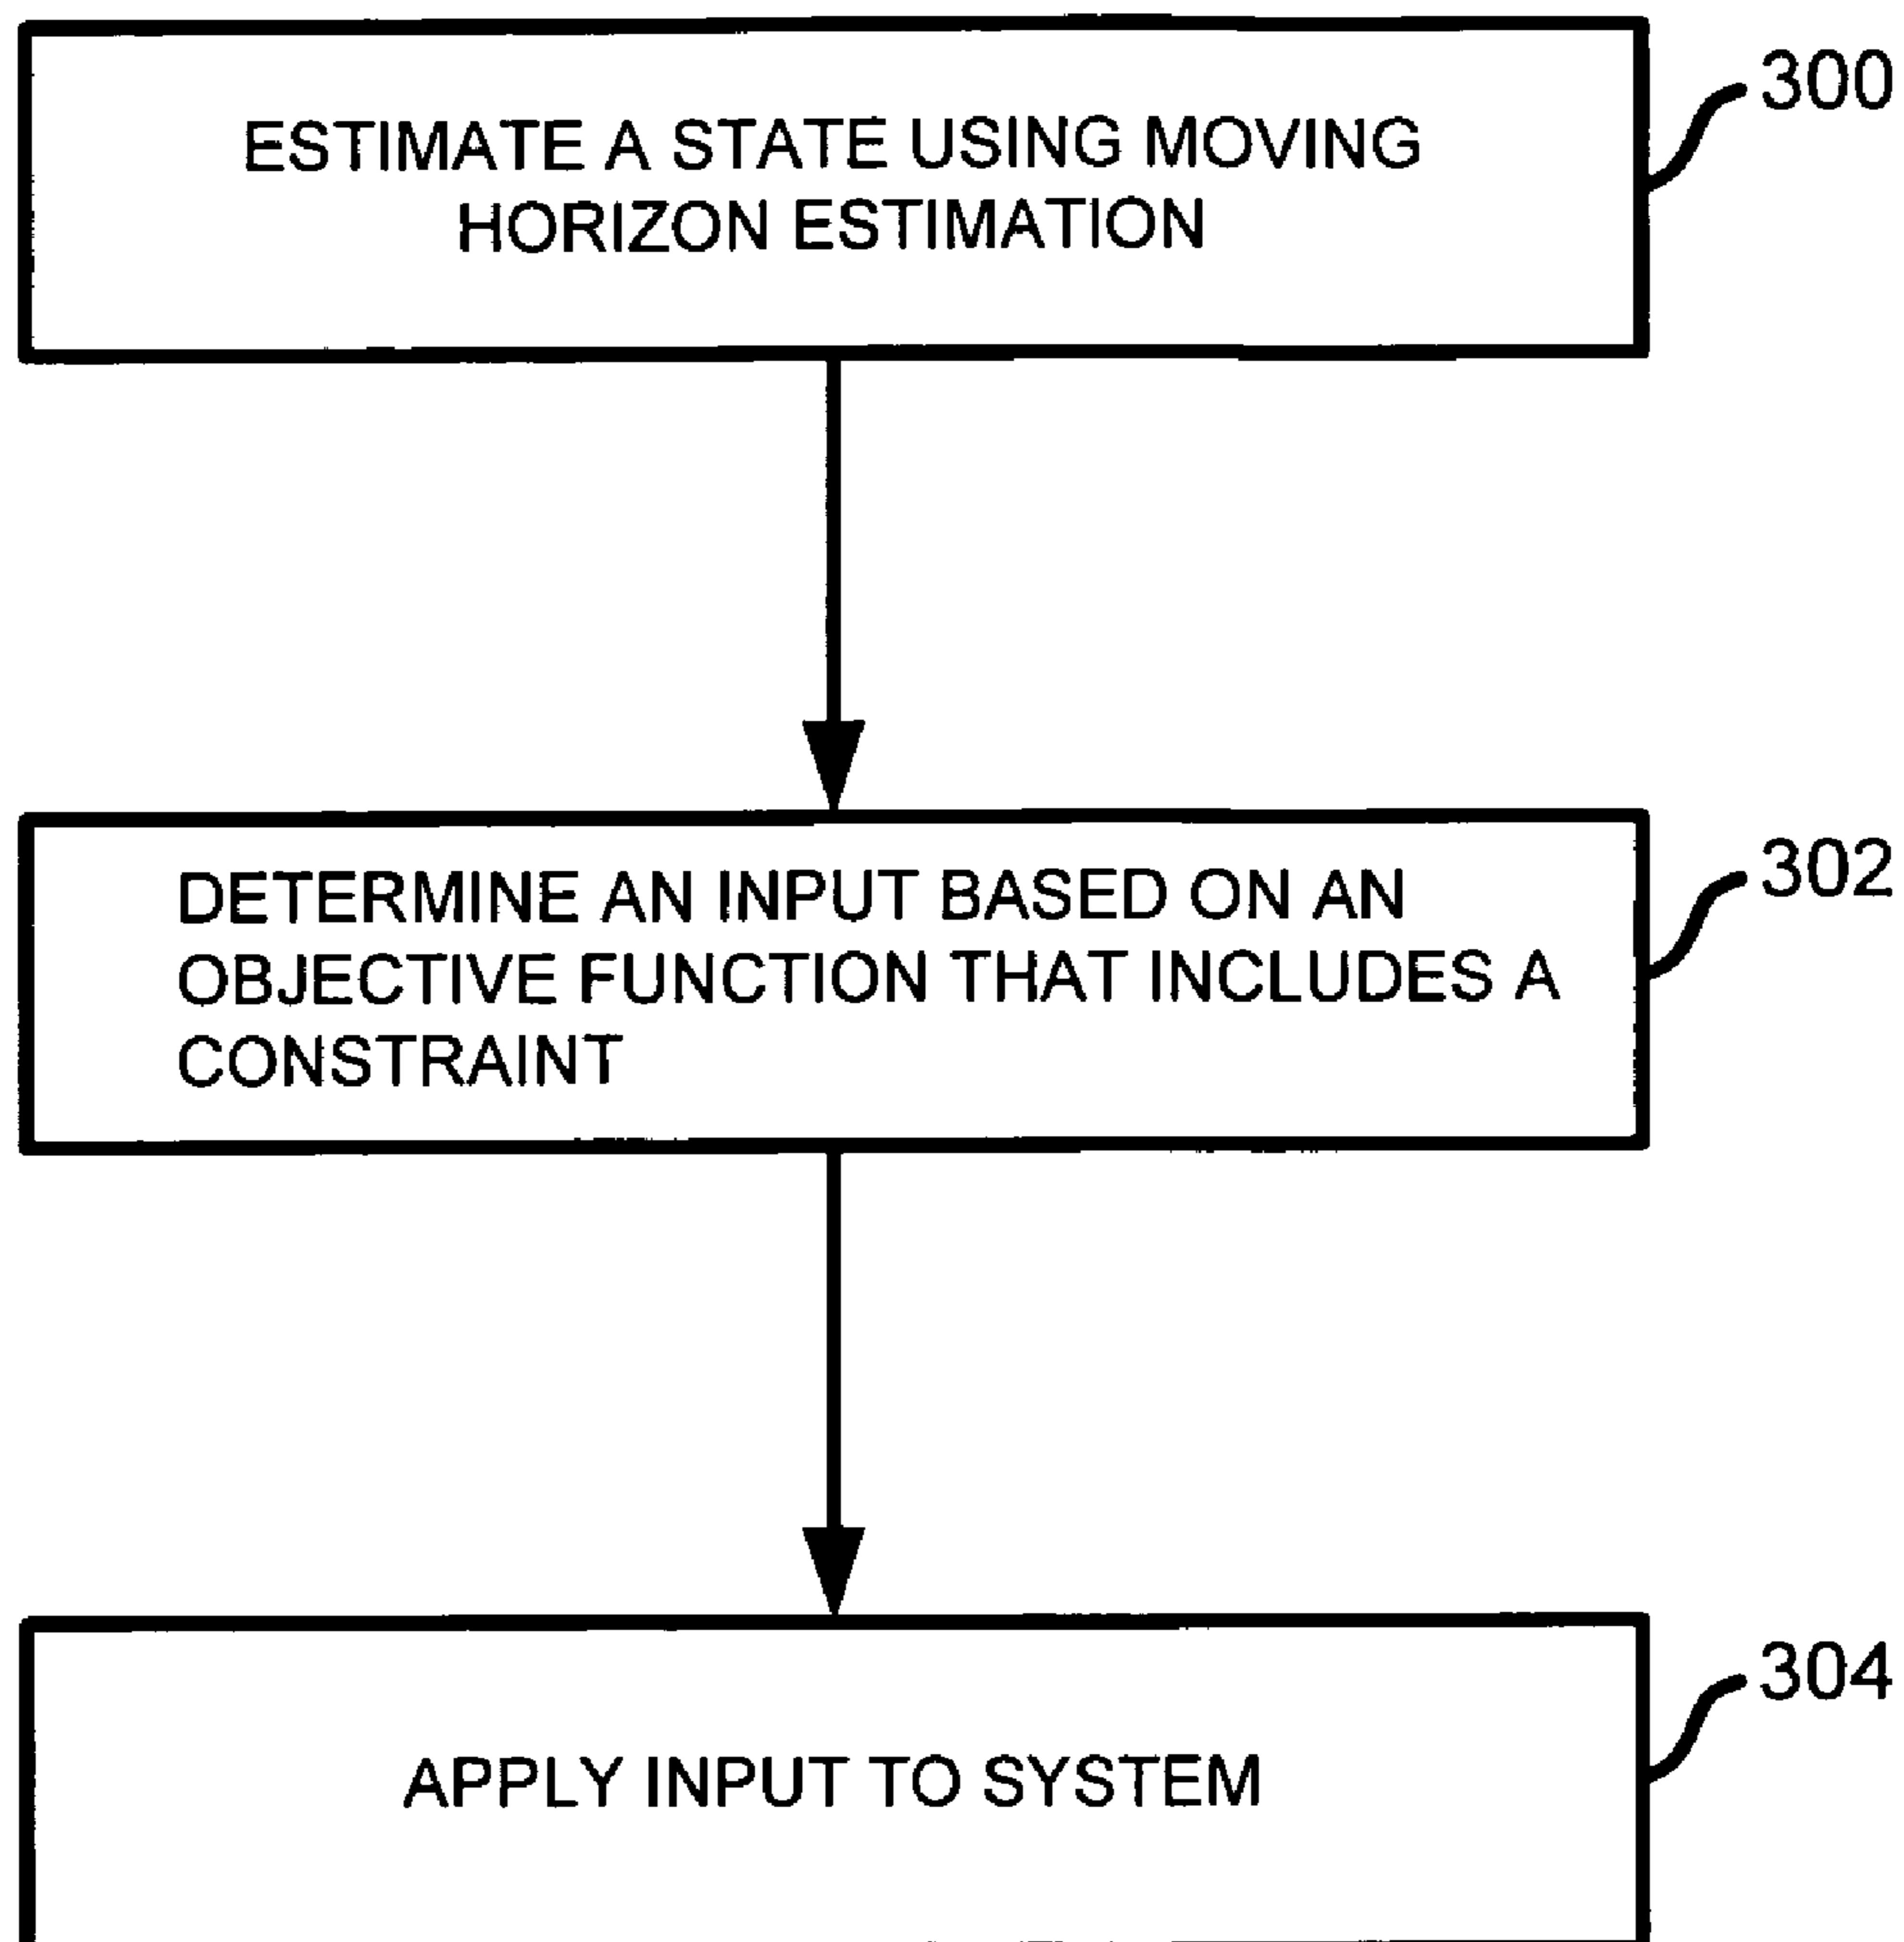 300
ESTIMATE A STATE USING MOVING
HORIZON ESTIMATION
302
DETERMINE AN INPUT BASED ON AN
OBJECTIVE FUNCTION THAT INCLUDES A
CONSTRAINT
304
APPLY INPUT TO SYSTEM